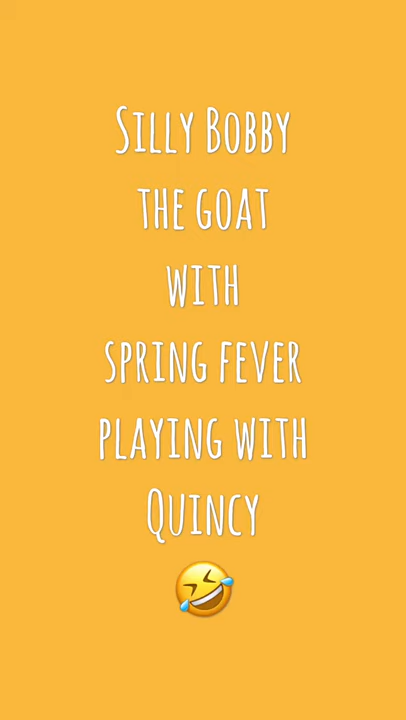 Silly Bobby
the goat
with
spring fever
playing with
Quincy
🤣